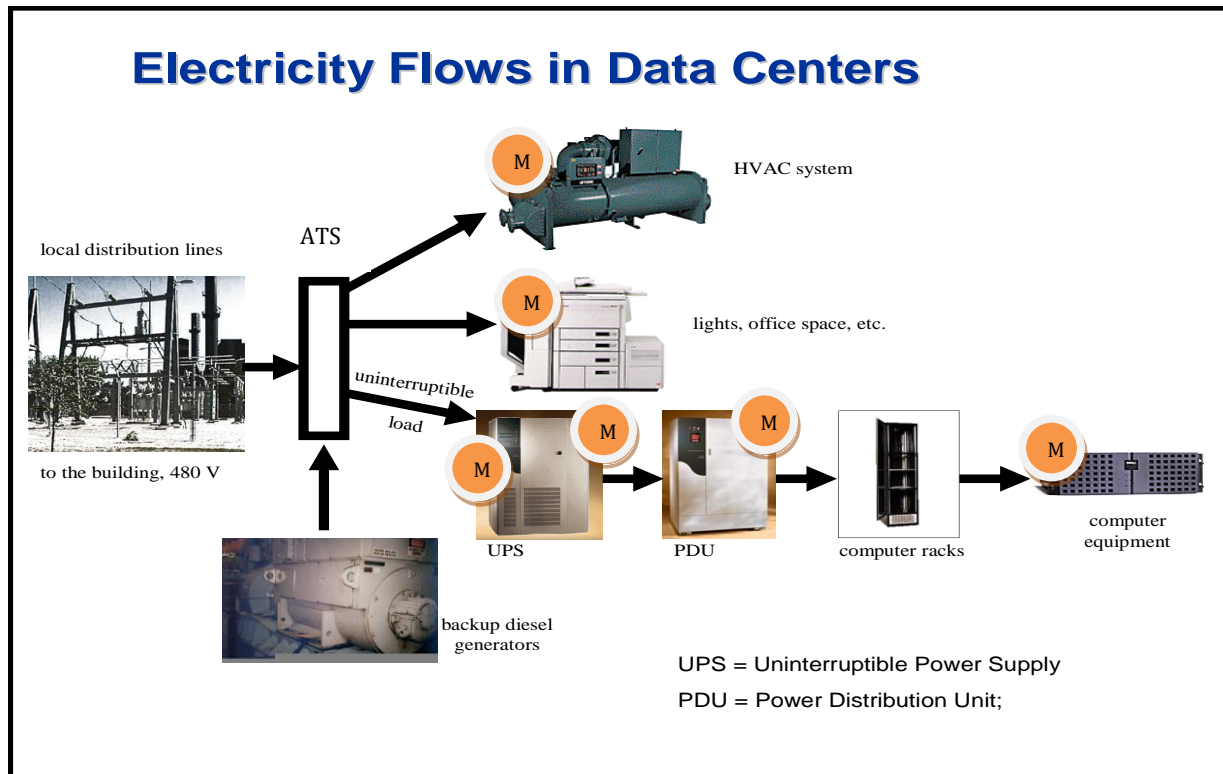 Electricity Flows in Data Centers
M
HVAC system
ATS
local distribution lines
M
lights, office space, etc.
uninterruptible
load
to the building, 480 V
M
M
M
M
UPS
PDU
computer racks
computer
equipment
backup diesel
generators
UPS = Uninterruptible Power Supply
PDU = Power Distribution Unit;